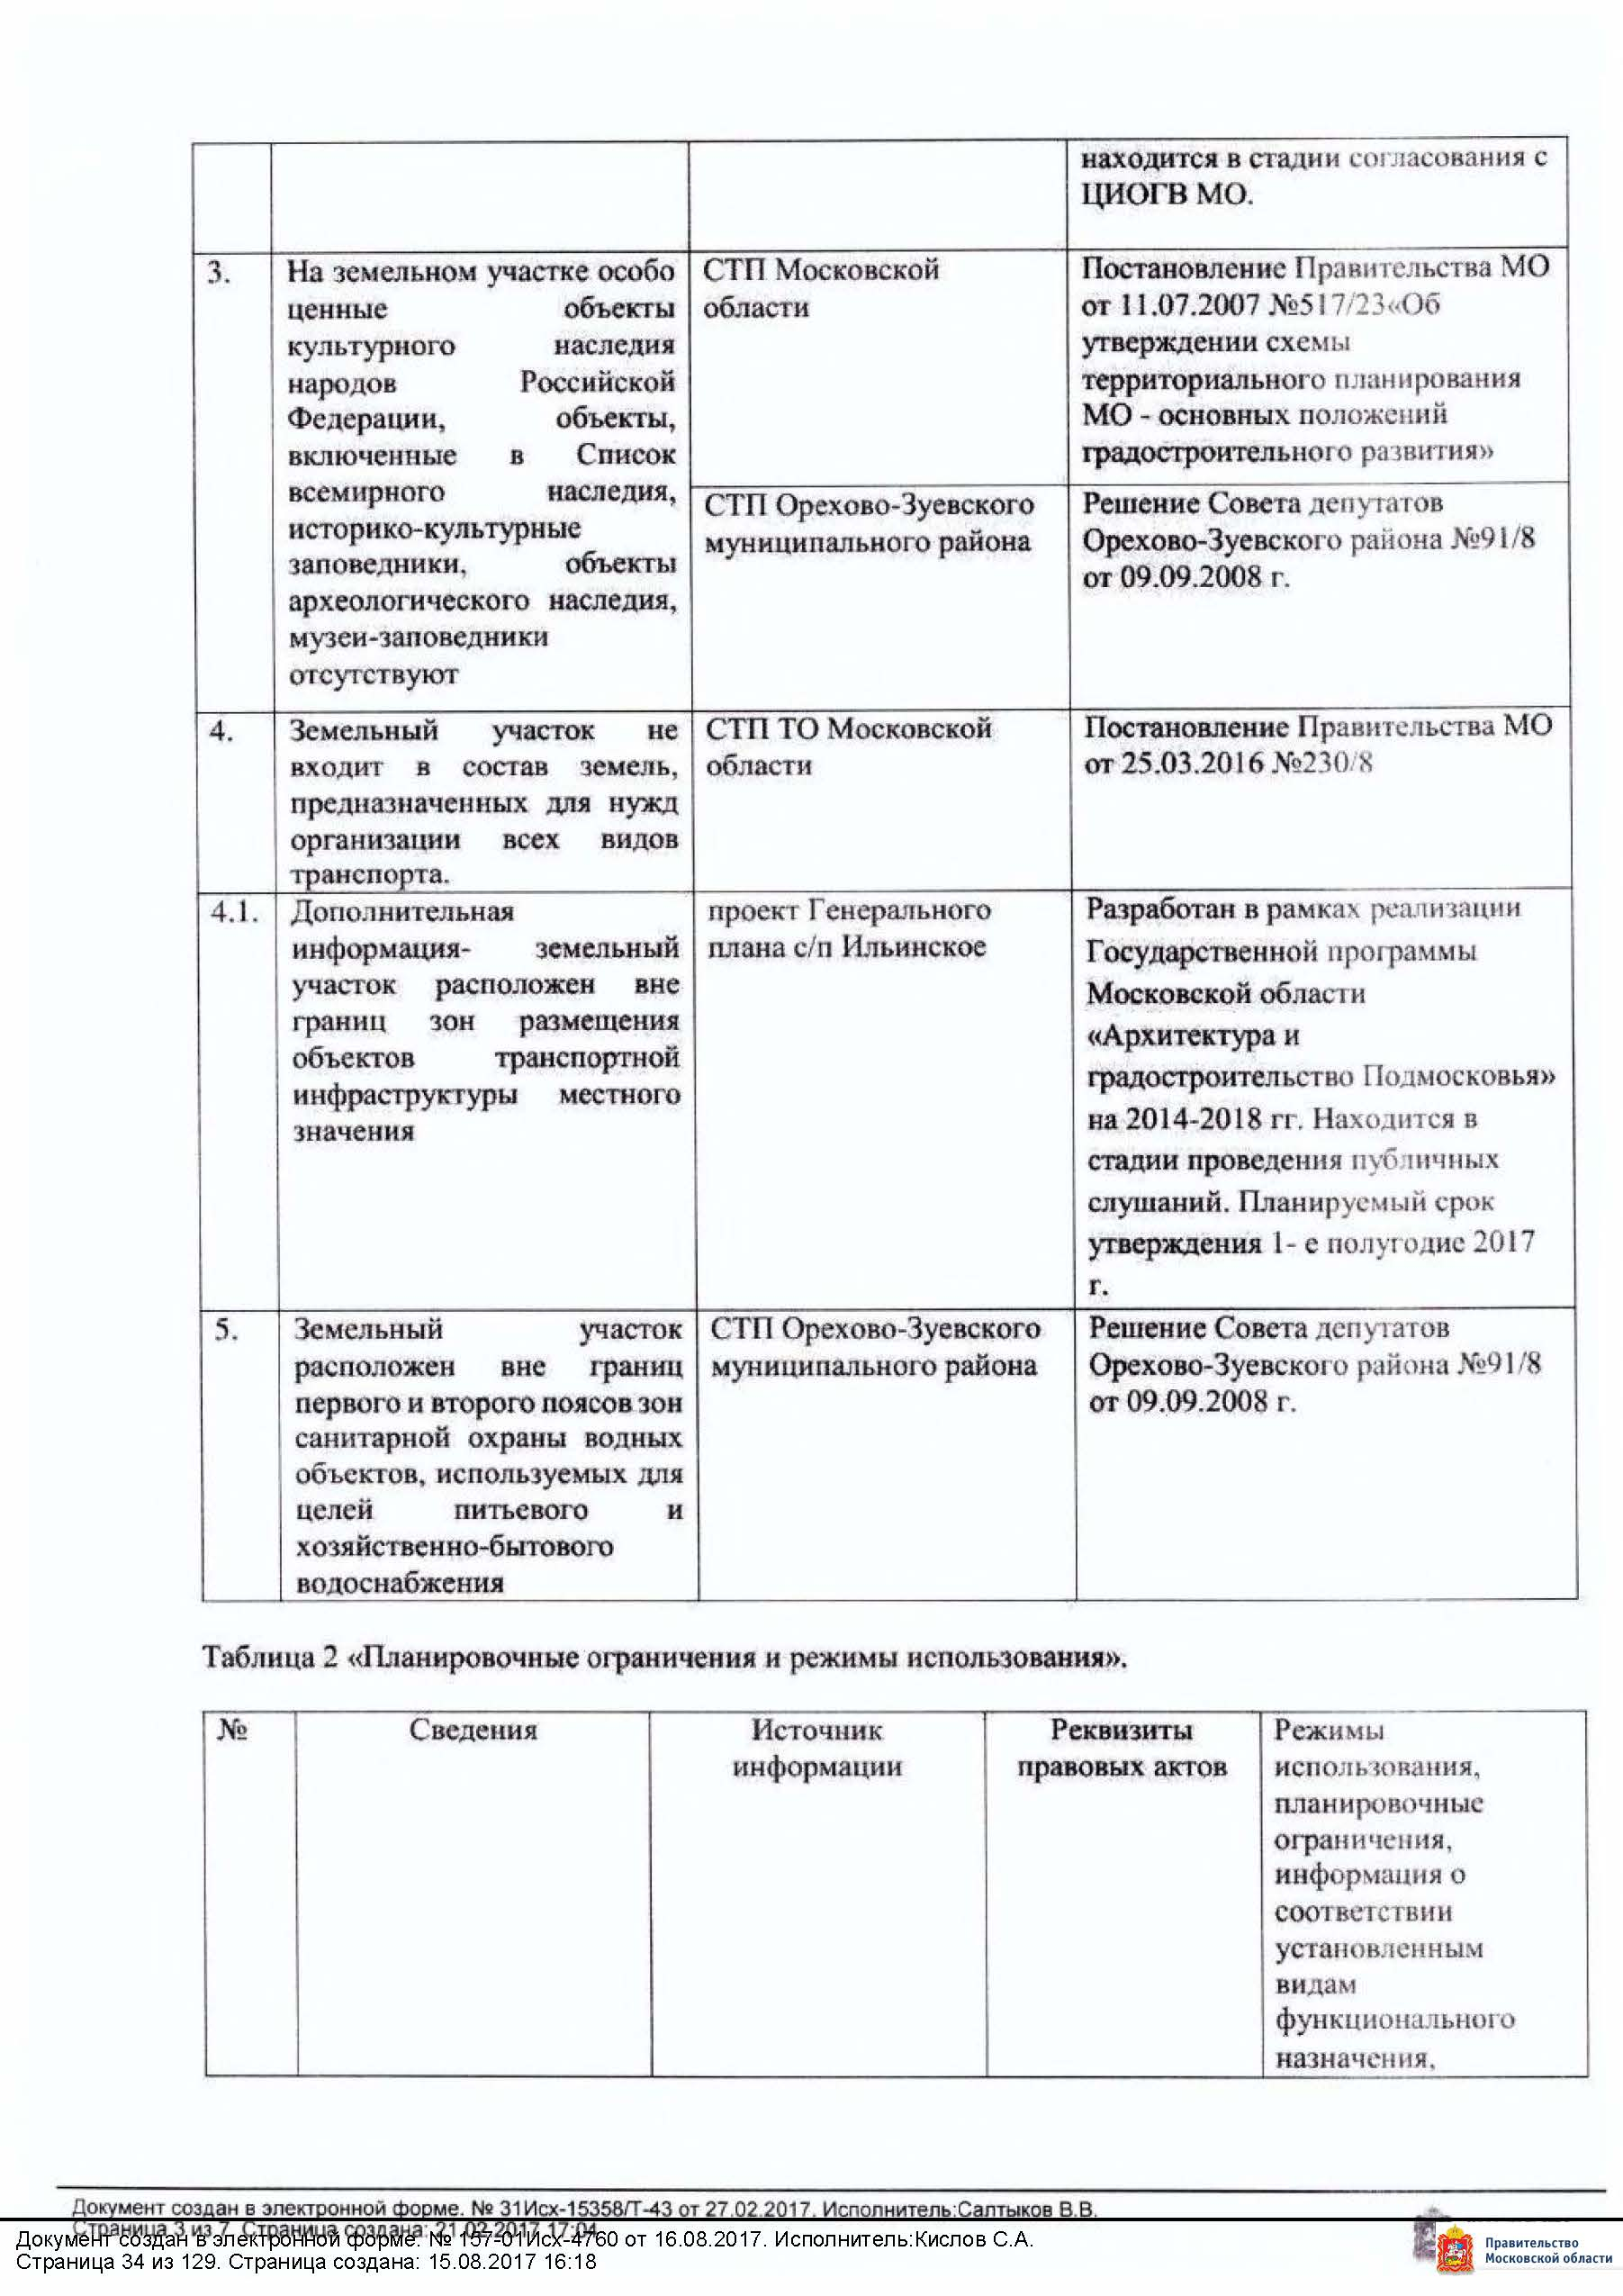 находится в стадии согласования с
ЦИОГВ МО.
3.
На земельном участке особо
ценные объекты
культурного наследия
народов Российской
Федерации, объекты,
включенные в Список
всемирного наследия,
историко-культурные
заповедники, объекты
археологического наследия,
музеи-заповедники
отсутствуют
СТП Московской
области
Постановление Правительства МО
от 11.07.2007 №517/23«Об
утверждении схемы
территориального планирования
МО - основных положений
градостроительного развития»
СТП Орехово-Зуевского
муниципального района
Решение Совета депутатов
Орехово-Зуевского района №91/8
от 09.09.2008 г.
4.
Земельный участок не
входит в состав земель,
предназначенных для нужд
организации всех видов
транспорта.
СТП ТО Московской
области
Постановление Правительства МО
от 25.03.2016 №230/8
4.1.
Дополнительная
информация- земельный
участок расположен вне
границ зон размещения
объектов транспортной
инфраструктуры местного
значения
проект Генерального
плана с/п Ильинское
Разработан в рамках реализации
Государственной программы
Московской области
«Архитектура и
градостроительство Подмосковья»
на 2014-2018 гг. Находится в
стадии проведения публичных
слушаний. Планируемый срок
утверждения 1- е полугодие 2017
г.
5.
Земельный участок
расположен вне границ
первого и второго поясов зон
санитарной охраны водных
объектов, используемых для
целей питьевого и
хозяйственно-бытового
водоснабжения
СТП Орехово-Зуевского
муниципального района
Решение Совета депутатов
Орехово-Зуевского района №91/8
от 09.09.2008 г.
Таблица 2 «Планировочные ограничения и режимы использования».
№
Сведения
Источник
информации
Реквизиты
правовых актов
Режимы
использования,
планировочные
ограничения,
информация о
соответствии
установленным
видам
функционального
назначения,
Документ создан в электронной форме. № 31Исх-15358/Т-43 от 27.02.2017. Исполнитель:Салтыков В.В.
Страница 3 из 7. Страница создана: 21.02.2017 17:04
Документ создан в электронной форме. № 157-01Исх-4760 от 16.08.2017. Исполнитель:Кислов С.А.
Страница 34 из 129. Страница создана: 15.08.2017 16:18
Правительство
Московской области